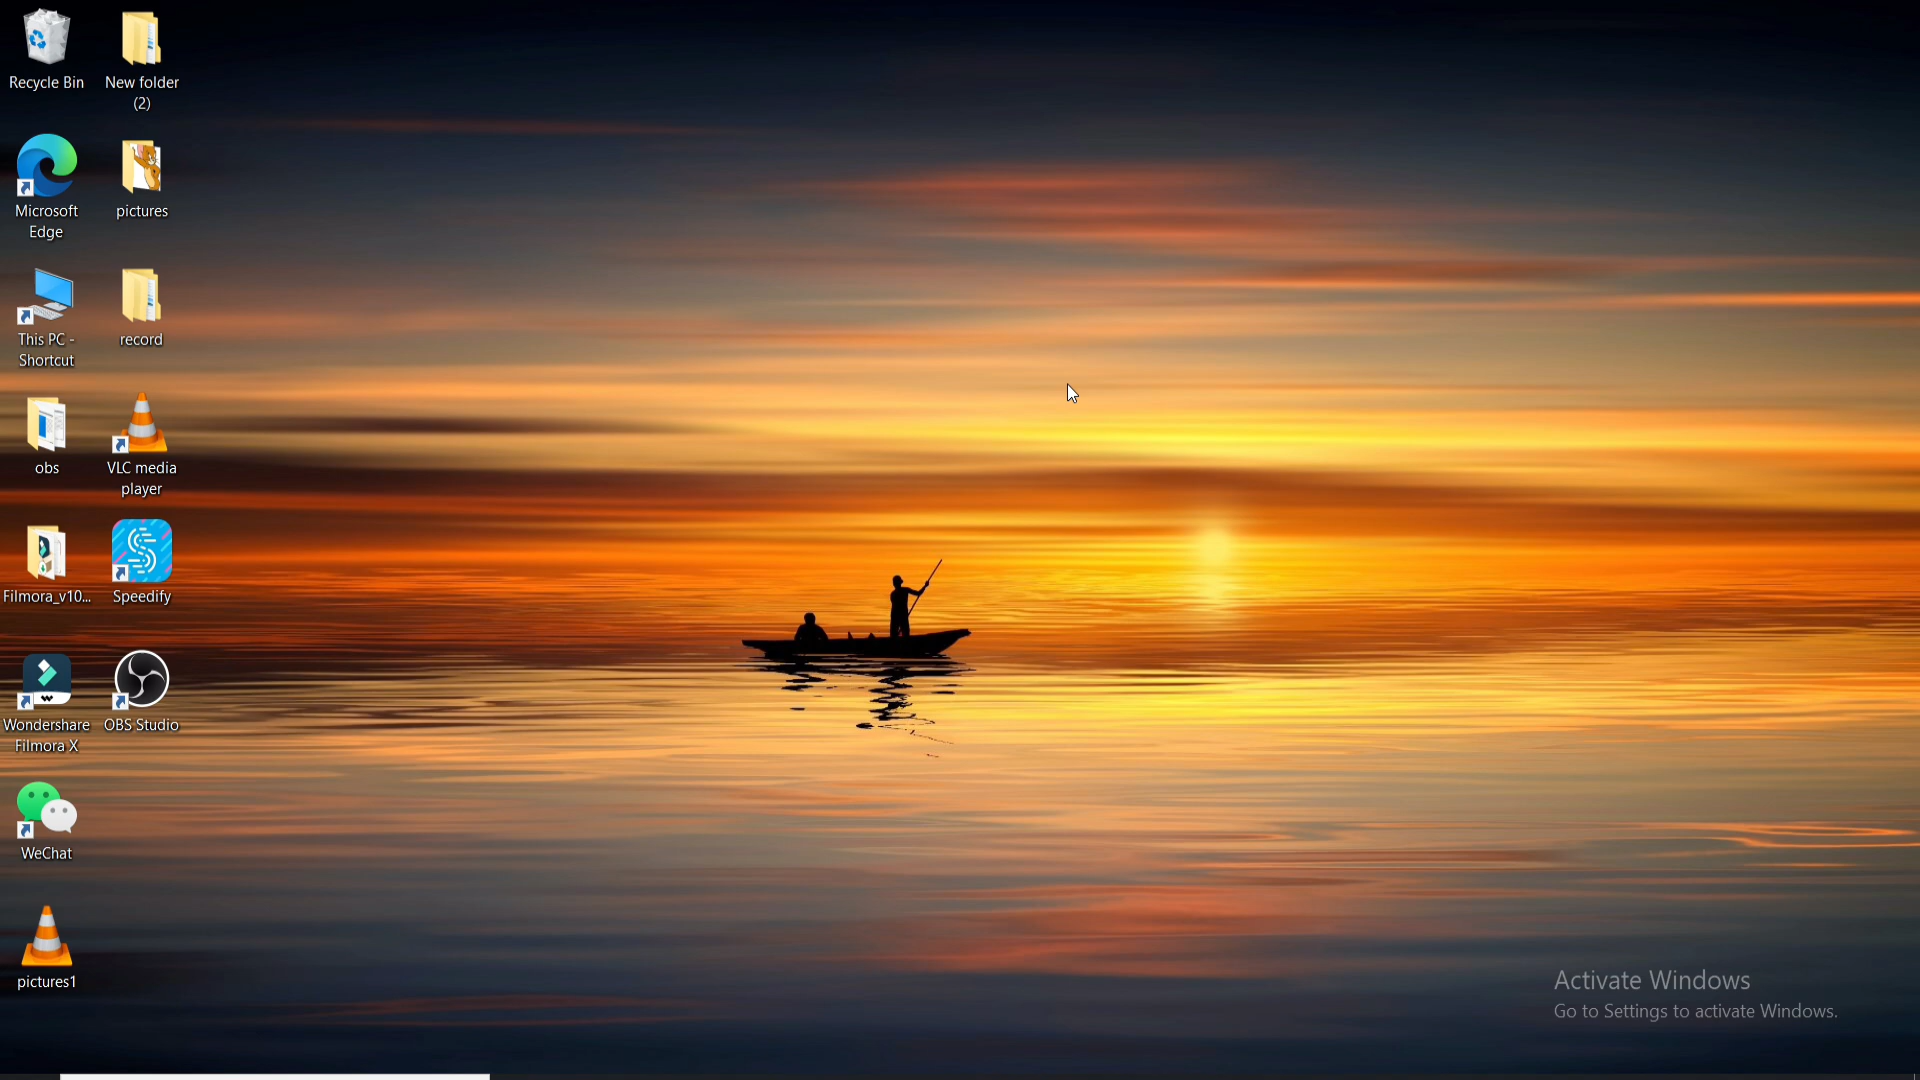 Recycle Bin
New folder
(2)
Microsoft
Edge
pictures
This PC -
Shortcut
record
obs
VLC media
player
Filmora_v10...
Speedify
Wondershare
Filmora X
OBS Studio
WeChat
pictures1
Activate Windows
Go to Settings to activate Windows.